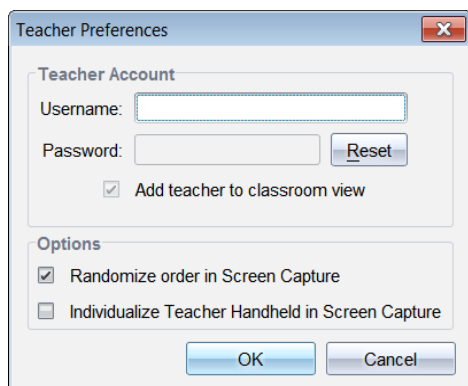 Teacher Preferences
Teacher Account
Username:
Password:
Reset
Add teacher to classroom view
Options
Randomize order in Screen Capture
Individualize Teacher Handheld in Screen Capture
OK
Cancel